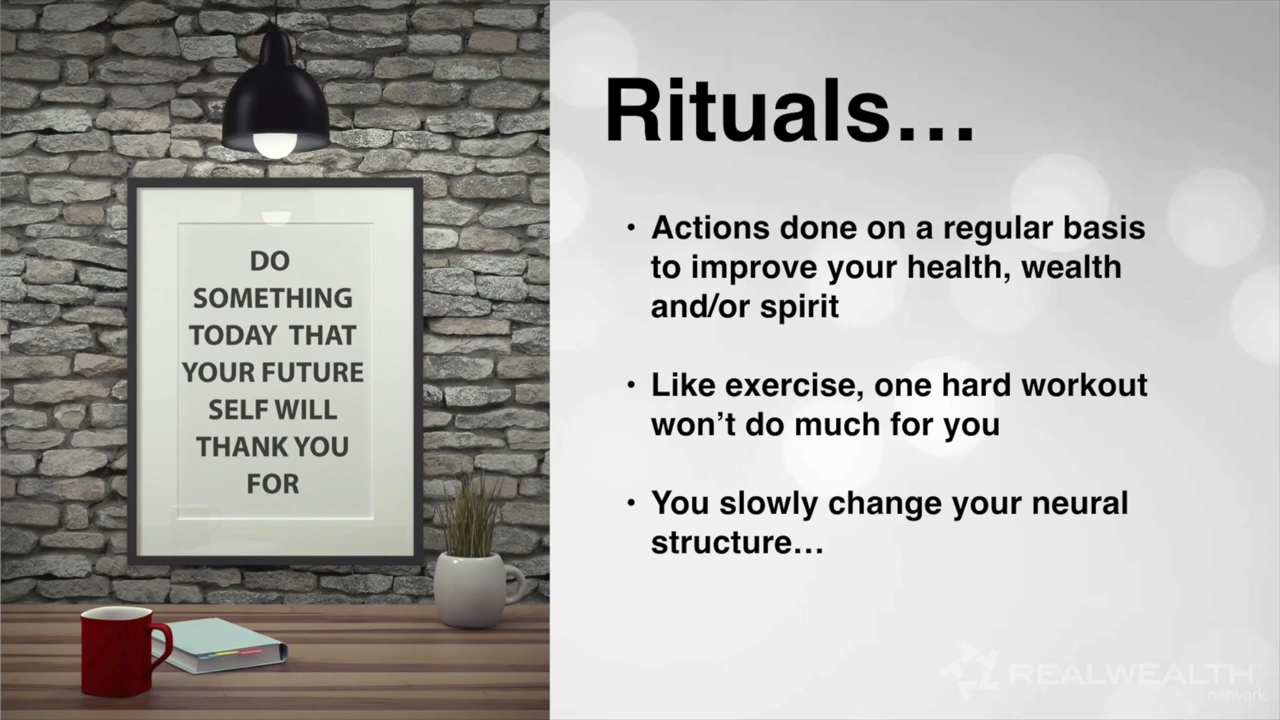 DO
SOMETHING
TODAY THAT
YOUR FUTURE
SELF WILL
THANK YOU
FOR
Rituals…
• Actions done on a regular basis
to improve your health, wealth
and/or spirit
• Like exercise, one hard workout
won’t do much for you
• You slowly change your neural
structure…
REALWEALTH
network